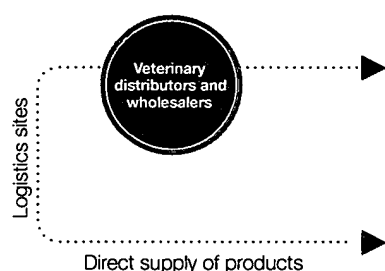 Veterinary
distributors and
wholesalers
Logistics sites
Direct supply of products